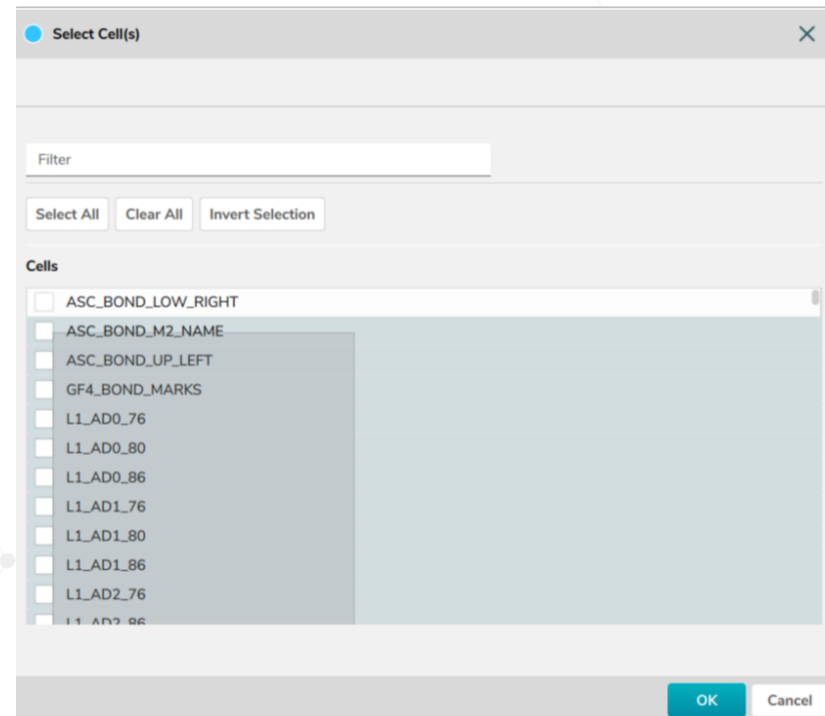 Select Cell(s)
Filter
Select All Clear All Invert Selection
Cells
ASC_BOND_LOW_RIGHT
ASC_BOND_M2_NAME
ASC_BOND_UP_LEFT
GF4_BOND_MARKS
L1_AD0_76
L1_AD0_80
L1_AD0_86
L1_AD1_76
L1_AD1_80
L1_AD1_86
L1_AD2_76
L1_AD2_86
OK Cancel